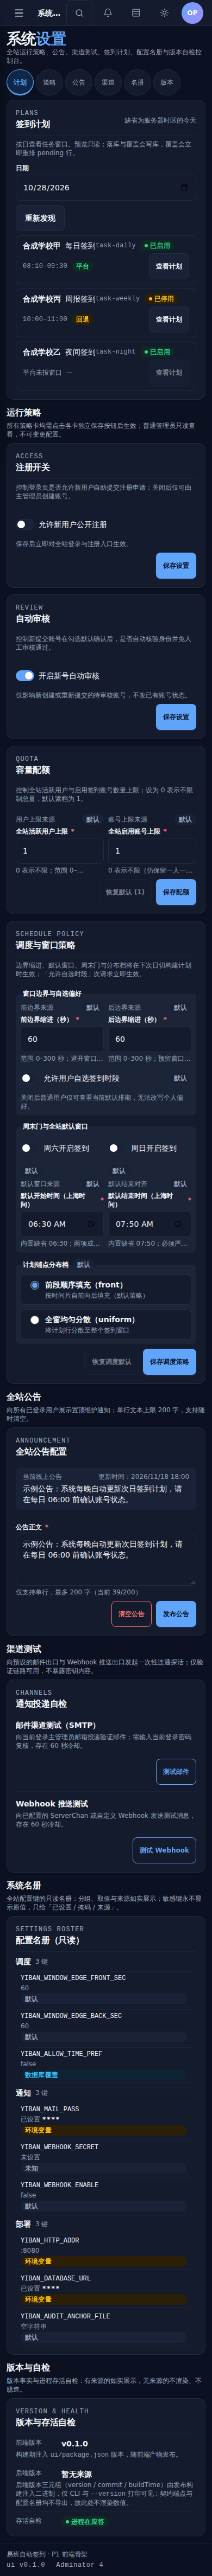 系统…
OP
系统设置
全站运行策略、公告、渠道测试、签到计划、配置名册与版本自检控制台。
计划
策略
公告
渠道
名册
版本
PLANS
签到计划
缺省为服务器时区的今天
按日查看任务窗口、预览只读；落库与覆盖会写库，覆盖会立即重排 pending 行。
日期
10/28/2026
重新发现
合成学校甲 每日签到 task-daily
已启用
08:10–09:30 平台
查看计划
合成学校丙 周报签到 task-weekly
已停用
10:00–11:00 回退
查看计划
合成学校乙 夜间签到 task-night
已启用
平台未报窗口 —
查看计划
运行策略
所有策略卡均需点击各卡独立保存按钮后生效；普通管理员只读查看，不可变更配置。
ACCESS
注册开关
控制登录页是否允许新用户自助提交注册申请；关闭后仅可由主管理员创建账号。
允许新用户公开注册
保存后立即对全站登录与注册入口生效。
保存设置
REVIEW
自动审核
控制新提交账号在勾选默认确认后，是否自动核验身份并免人工审核通过。
开启新号自动审核
仅影响新创建或重新提交的待审核账号，不改已有账号状态。
保存设置
QUOTA
容量配额
控制全站活跃用户与启用签到账号数量上限；设为 0 表示不限制总量，默认表档为 1。
用户上限来源 默认
账号上限来源 默认
全站活跃用户上限 *
全站启用账号上限 *
1
1
0 表示不限；范围 0–…
0 表示不限（仍保留一人一…
恢复默认 (1)
保存配额
SCHEDULE POLICY
调度与窗口策略
边界缩进、默认窗窗、周末门与分布档将在下次日切构建计划时生效；「允许自选时段」次请求立即生效。
窗口边界与自选偏好
前边界来源 默认
后边界来源 默认
前边界缩进（秒） *
后边界缩进（秒） *
60
60
范围 0–300 秒；避开窗口…
范围 0–300 秒；预留窗口…
允许用户自选签到时段
默认
关闭后普通用户仅可查看当前默认排期，无法改写个人偏好。
周末门与全站默认窗口
周六开启签到
周日开启签到
默认
默认
默认窗口来源 默认
默认结束对齐 默认
默认开始时间（上海时间） *
默认结束时间（上海时间） *
06:30 AM
07:50 AM
内置缺省 06:30；两项成…
内置缺省 07:50；必须严…
计划铺点分布档 默认
前段顺序填充（front）
按时间片自前向后填充（默认策略）
全窗均匀分散（uniform）
将计划行分散至整个签到窗口
恢复调度默认
保存调度策略
全站公告
向所有已登录用户展示置顶维护通知；单行文本上限 200 字，支持随时清空。
ANNOUNCEMENT
全站公告配置
当前线上公告
更新时间：2026/11/18 18:00
示例公告：系统每晚自动更新次日签到计划，请在每日 06:00 前确认账号状态。
公告正文 *
示例公告：系统每晚自动更新次日签到计划，请在每日 06:00 前确认账号状态。
仅支持单行，最多 200 字（当前 39/200）
清空公告
发布公告
渠道测试
向预设的邮件出口与 Webhook 推送出口发起一次性连通探活；仅验证链路可用，不暴露密钥内容。
CHANNELS
通知投递自检
邮件渠道测试（SMTP）
向当前登录主管理员邮箱投递验证邮件；需输入当前登录密码复核，存在 60 秒冷却。
测试邮件
Webhook 推送测试
向已配置的 ServerChan 或自定义 Webhook 发送测试消息，存在 60 秒冷却。
测试 Webhook
系统名册
全站配置键的只读名册：分组、取值与来源如实展示；敏感键永不显示原值，只给「已设置 / 掩码 / 来源」。
SETTINGS ROSTER
配置名册（只读）
调度 3 键
YIBAN_WINDOW_EDGE_FRONT_SEC
60
默认
YIBAN_WINDOW_EDGE_BACK_SEC
60
默认
YIBAN_ALLOW_TIME_PREF
false
数据库覆盖
通知 3 键
YIBAN_MAIL_PASS
已设置 ****
环境变量
YIBAN_WEBHOOK_SECRET
未设置
未知
YIBAN_WEBHOOK_ENABLE
false
默认
部署 3 键
YIBAN_HTTP_ADDR
:8080
环境变量
YIBAN_DATABASE_URL
已设置 ****
环境变量
YIBAN_AUDIT_ANCHOR_FILE
空字符串
默认
版本与自检
版本事实与进程存活自检：有来源的如实展示，无来源的不渲染、不臆造。
VERSION & HEALTH
版本与存活自检
前端版本 v0.1.0
构建期注入 ui/package.json 版本，随前端产物发布。
后端版本 暂无来源
后端版本三元组（version / commit / buildTime）由发布构建注入二进制，仅 CLI 与 --version 打印可见；契约端点与配置名册均不导出，故此处不渲染数值。
存活自检 进程在应答
易班自动签到 · P1 前端骨架
ui v0.1.0 Adminator 4